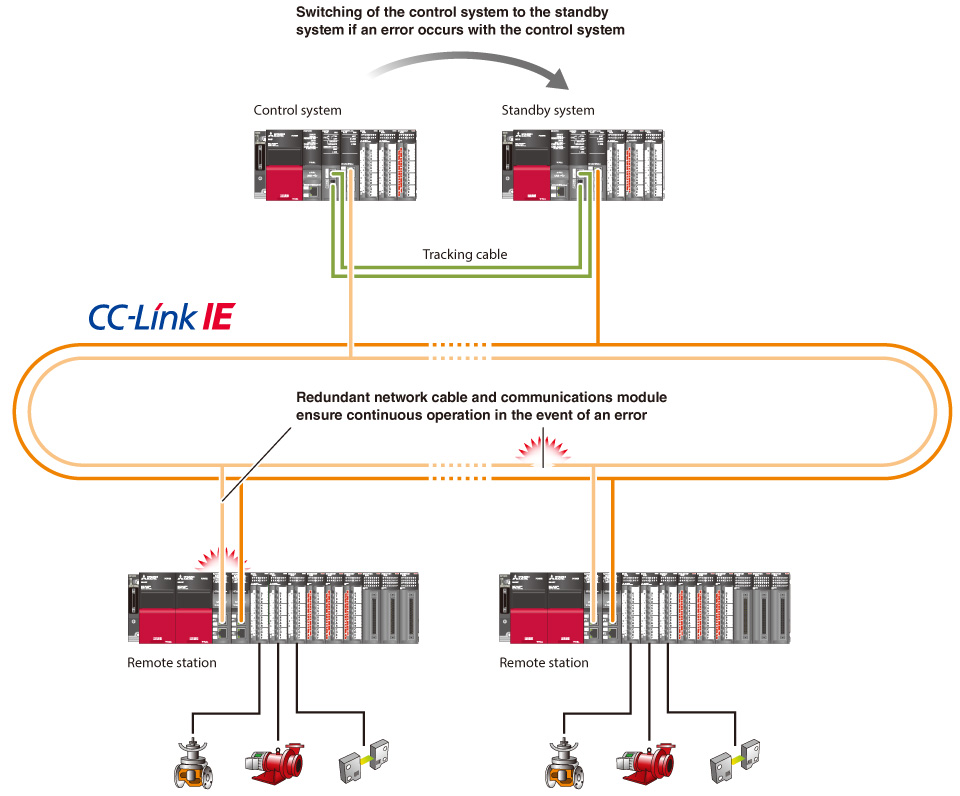 Switching of the control system to the standby
system if an error occurs with the control system
Control system
Standby system
Tracking cable
CC-Link IE
Redundant network cable and communications module
ensure continuous operation in the event of an error
Remote station
Remote station